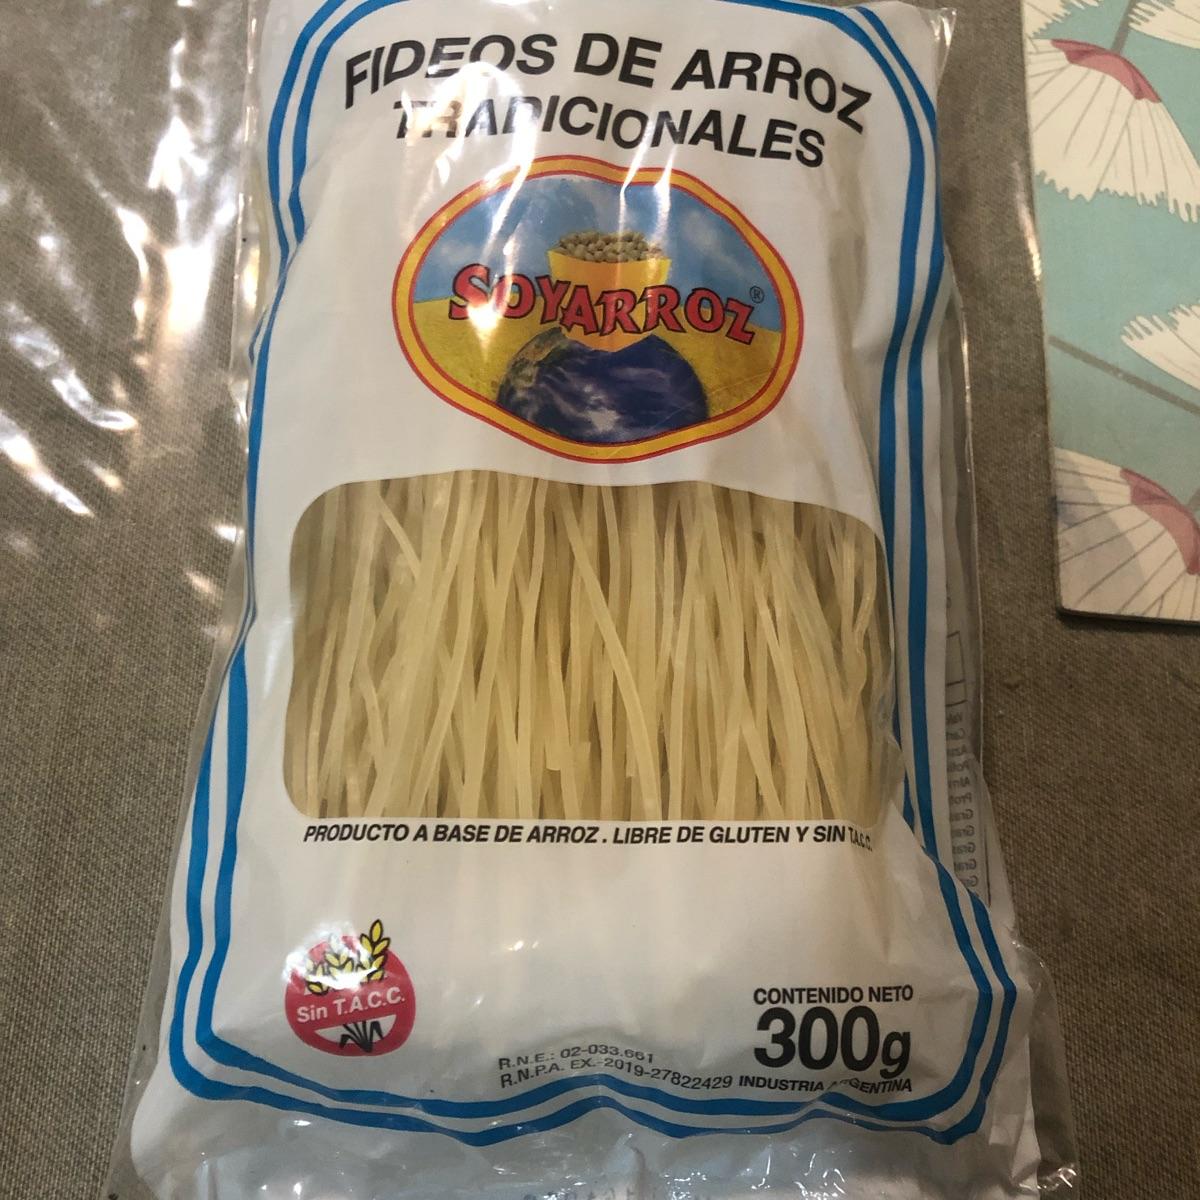 FIDEOS DE ARROZ
TRADICIONALES
SOYARROZ®
PRODUCTO A BASE DE ARROZ. LIBRE DE GLUTEN Y SIN T.A.C.C.
Sin T.A.C.C.
CONTENIDO NETO
300g
R.N.E.: 02-033.661
R.N.P.A. EX.-2019-27822429 INDUSTRIA ARGENTINA